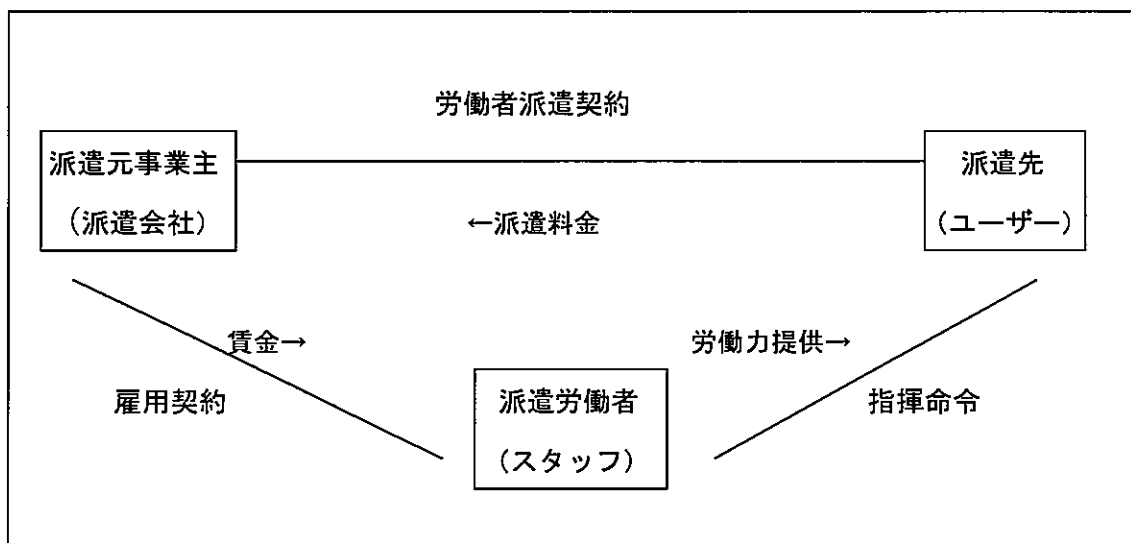 労働者派遣契約
派遣元事業主
(派遣会社)
派遣先
(ユーザー)
←派遣料金
賃金→
労働力提供→
雇用契約
派遣労働者
(スタッフ)
指揮命令